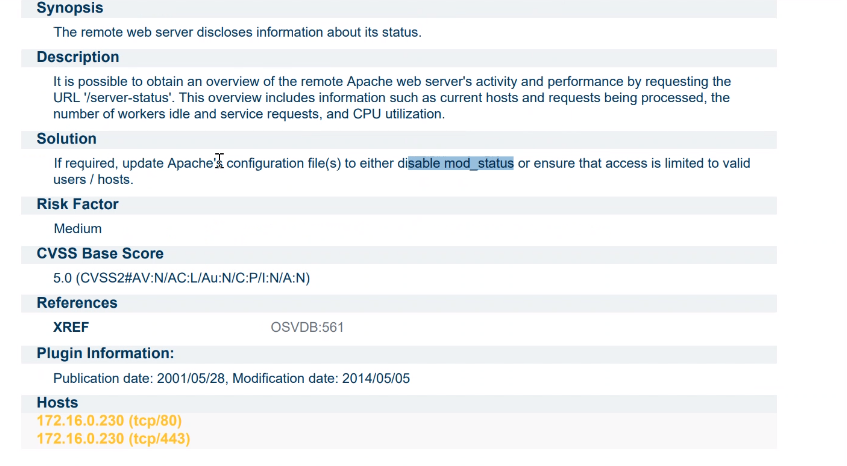 Synopsis
The remote web server discloses information about its status.
Description
It is possible to obtain an overview of the remote Apache web server's activity and performance by requesting the
URL '/server-status'. This overview includes information such as current hosts and requests being processed, the
number of workers idle and service requests, and CPU utilization.
Solution
If required, update Apache's configuration file(s) to either disable mod_status or ensure that access is limited to valid
users / hosts.
Risk Factor
Medium
CVSS Base Score
5.0 (CVSS2#AV:N/AC:L/Au:N/C:P/I:N/A:N)
References
XREF OSVDB:561
Plugin Information:
Publication date: 2001/05/28, Modification date: 2014/05/05
Hosts
172.16.0.230 (tcp/80)
172.16.0.230 (tcp/443)